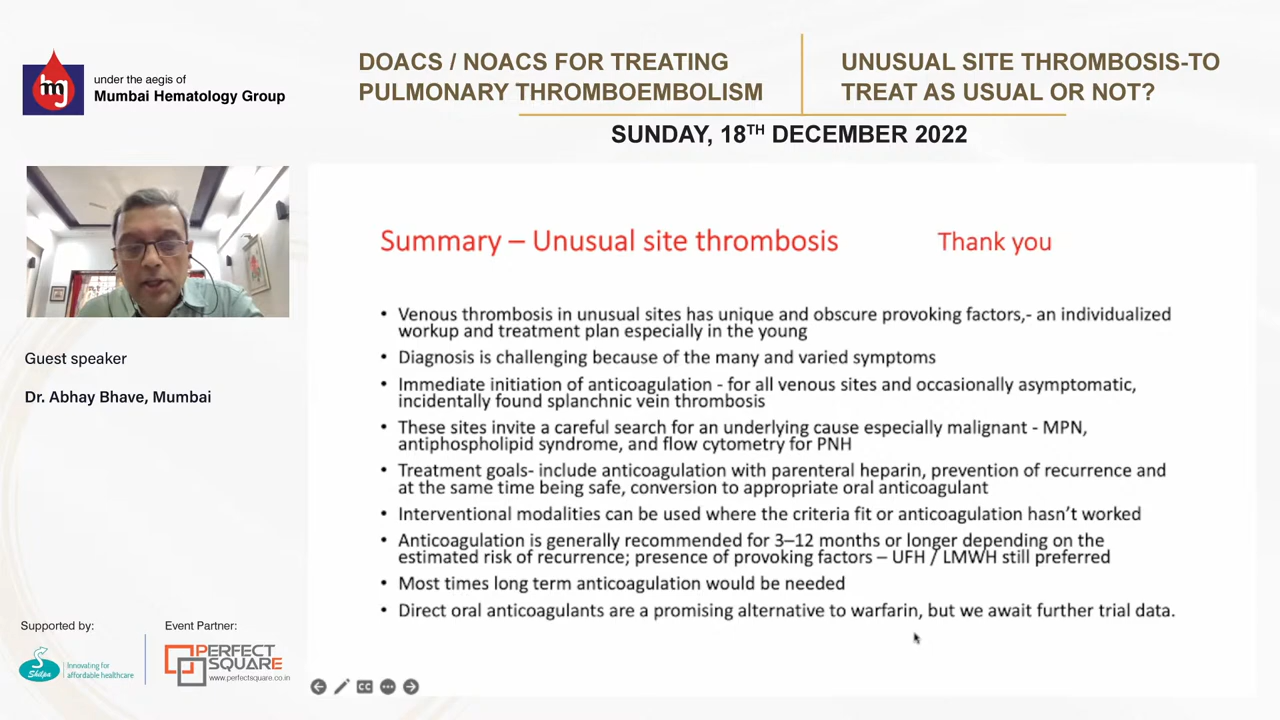 mg
under the aegis of
Mumbai Hematology Group
DOACS / NOACS FOR TREATING
PULMONARY THROMBOEMBOLISM
UNUSUAL SITE THROMBOSIS-TO
TREAT AS USUAL OR NOT?
SUNDAY, 18TH DECEMBER 2022
Guest speaker
Dr. Abhay Bhave, Mumbai
Summary – Unusual site thrombosis
Thank you
• Venous thrombosis in unusual sites has unique and obscure provoking factors,- an individualized
workup and treatment plan especially in the young
• Diagnosis is challenging because of the many and varied symptoms
• Immediate initiation of anticoagulation - for all venous sites and occasionally asymptomatic,
incidentally found splanchnic vein thrombosis
• These sites invite a careful search for an underlying cause especially malignant - MPN,
antiphospholipid syndrome, and flow cytometry for PNH
• Treatment goals- include anticoagulation with parenteral heparin, prevention of recurrence and
at the same time being safe, conversion to appropriate oral anticoagulant
• Interventional modalities can be used where the criteria fit or anticoagulation hasn't worked
• Anticoagulation is generally recommended for 3–12 months or longer depending on the
estimated risk of recurrence; presence of provoking factors – UFH / LMWH still preferred
• Most times long term anticoagulation would be needed
• Direct oral anticoagulants are a promising alternative to warfarin, but we await further trial data.
Supported by:
Shilpa
Innovating for
affordable healthcare
Event Partner:
PERFECT
SQUARE
www.perfectsquare.co.in
CC